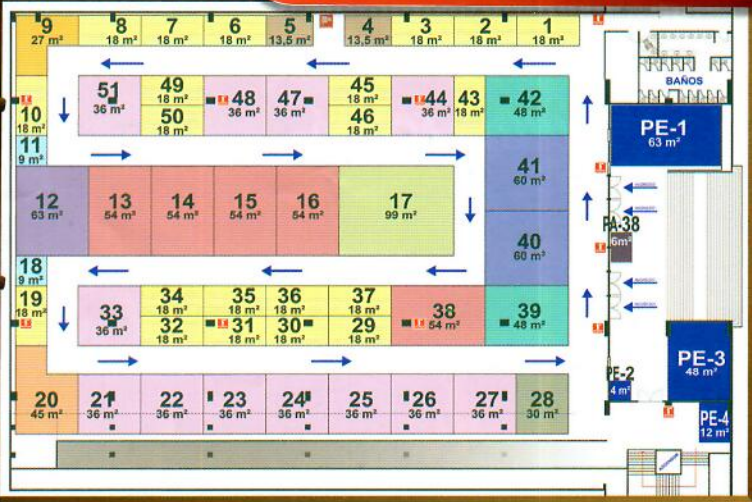 9 8 7 6 5 4 3 2 1
27 m² 18 m² 18 m² 18 m² 13,5 m² 13,5 m² 18 m² 18 m² 18 m²
BAÑOS
51 49 48 47 45 44 43 42
36 m² 18 m² 36 m² 36 m² 18 m² 36 m² 18 m² 48 m²
10 50 46
18 m² 18 m² 18 m²
PE-1
63 m²
11
9 m²
41
60 m²
12 13 14 15 16 17
63 m² 54 m² 54 m² 54 m² 54 m² 99 m²
PA-38
6m²
40
60 m²
18
9 m²
19 33 34 35 36 37 38 39
18 m² 36 m² 18 m² 18 m² 18 m² 18 m² 54 m² 48 m²
32 31 30 29
18 m² 18 m² 18 m² 18 m²
PE-3
48 m²
PE-2
4 m²
20 21 22 23 24 25 26 27 28
45 m² 36 m² 36 m² 36 m² 36 m² 36 m² 36 m² 36 m² 30 m²
PE-4
12 m²